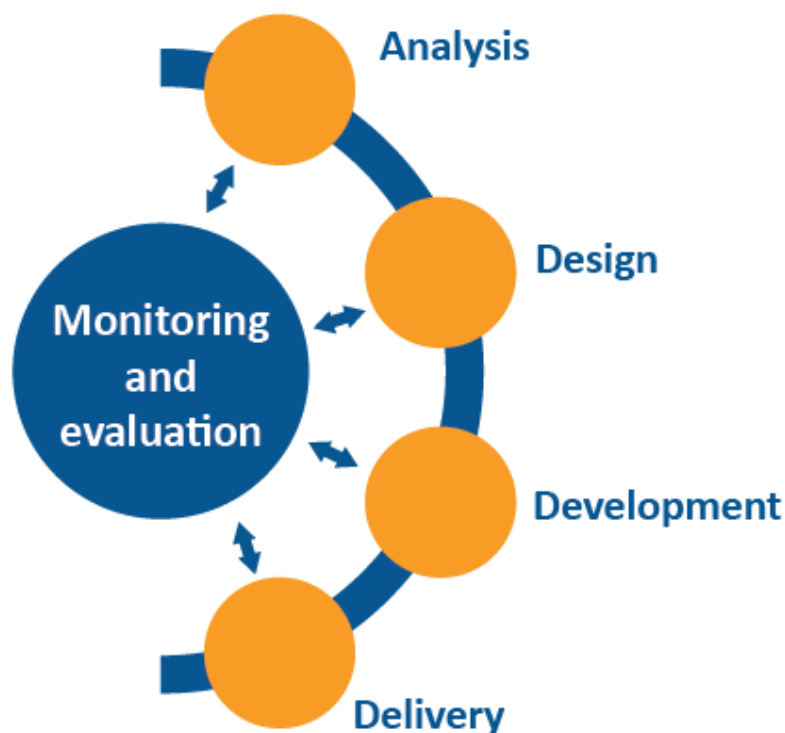 Analysis
Design
Monitoring
and
evaluation
Development
Delivery